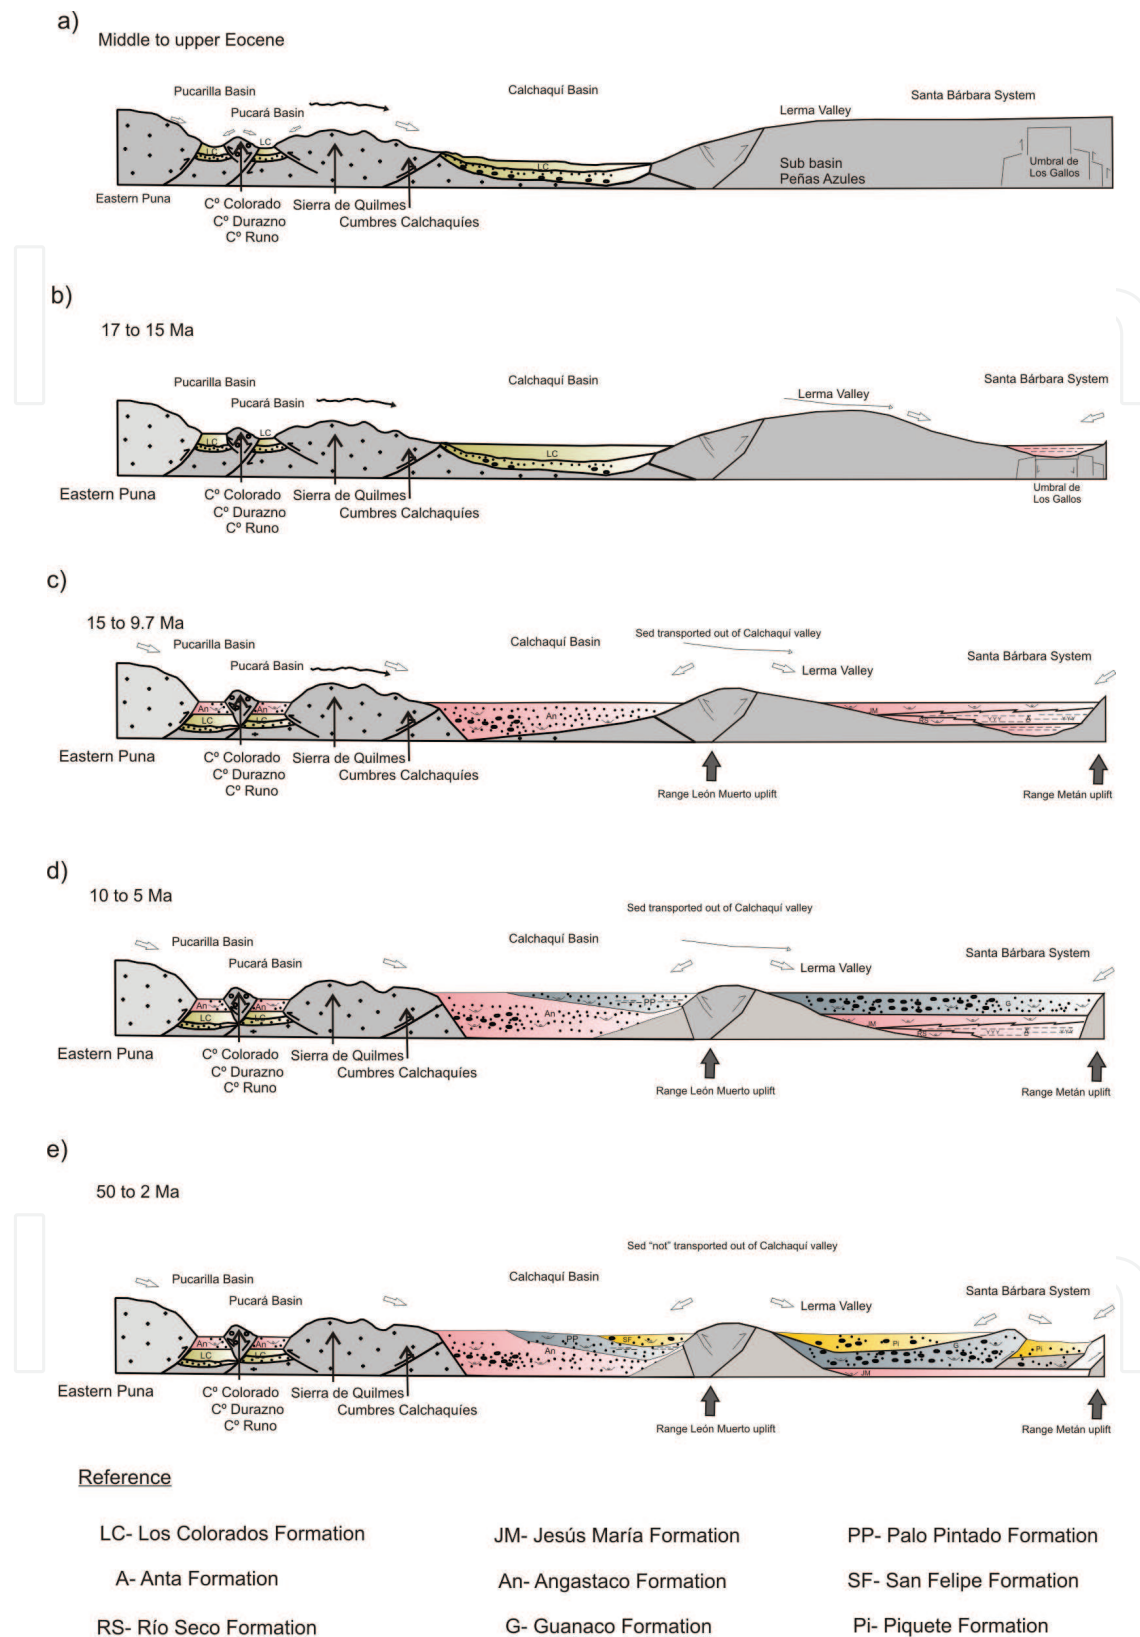 a)
Middle to upper Eocene
Pucarilla Basin
Calchaquí Basin
Santa Bárbara System
Pucará Basin
Lerma Valley
LC
LC
LC
Sub basin
Peñas Azules
Umbral de
Los Gallos
Eastern Puna
Cº Colorado
Sierra de Quilmes
Cº Durazno
Cumbres Calchaquíes
Cº Runo
b)
17 to 15 Ma
Pucarilla Basin
Calchaquí Basin
Santa Bárbara System
Pucará Basin
Lerma Valley
LC
LC
LC
Umbral de
Los Gallos
Eastern Puna
Cº Colorado
Sierra de Quilmes
Cº Durazno
Cumbres Calchaquíes
Cº Runo
c)
15 to 9.7 Ma
Sed transported out of Calchaquí valley
Pucarilla Basin
Calchaquí Basin
Santa Bárbara System
Pucará Basin
Lerma Valley
An
An
An
JM
LC
LC
RS
A
Eastern Puna
Cº Colorado
Sierra de Quilmes
Cº Durazno
Cumbres Calchaquíes
Cº Runo
Range León Muerto uplift
Range Metán uplift
d)
10 to 5 Ma
Sed transported out of Calchaquí valley
Pucarilla Basin
Calchaquí Basin
Santa Bárbara System
Pucará Basin
Lerma Valley
An
An
PP
G
An
LC
LC
JM
RS
A
Eastern Puna
Cº Colorado
Sierra de Quilmes
Cº Durazno
Cumbres Calchaquíes
Cº Runo
Range León Muerto uplift
Range Metán uplift
e)
50 to 2 Ma
Sed "not" transported out of Calchaquí valley
Pucarilla Basin
Calchaquí Basin
Santa Bárbara System
Pucará Basin
Lerma Valley
An
An
PP
SF
Pi
G
Pi
An
LC
LC
JM
Eastern Puna
Cº Colorado
Sierra de Quilmes
Cº Durazno
Cumbres Calchaquíes
Cº Runo
Range León Muerto uplift
Range Metán uplift
Reference
LC- Los Colorados Formation
JM- Jesús María Formation
PP- Palo Pintado Formation
A- Anta Formation
An- Angastaco Formation
SF- San Felipe Formation
RS- Río Seco Formation
G- Guanaco Formation
Pi- Piquete Formation